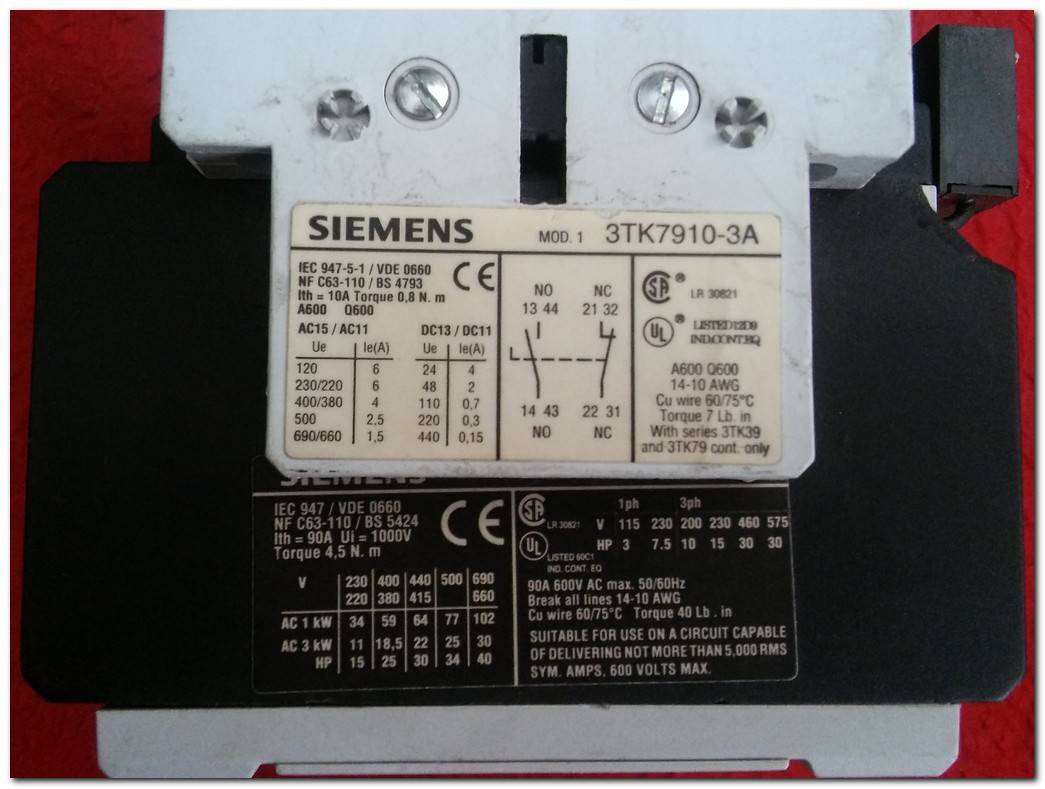 SIEMENS MOD. 1 3TK7910-3A
IEC 947-5-1 / VDE 0660
NF C63-110 / BS 4793
Ith = 10A Torque 0,8 N. m
A600 Q600
CE
AC15 / AC11 DC13 / DC11
Ue Ie(A) Ue Ie(A)
120 6 24 4
230/220 6 48 2
400/380 4 110 0,7
500 2,5 220 0,3
690/660 1,5 440 0,15
NO NC
13 44 21 32
14 43 22 31
NO NC
SA ® LR 30821
UL ® LISTED 12D9
IND.CONT.EQ
A600 Q600
14-10 AWG
Cu wire 60/75°C
Torque 7 Lb. in
With series 3TK39
and 3TK79 cont. only
SIEMENS
IEC 947 / VDE 0660
NF C63-110 / BS 5424
Ith = 90A Ui = 1000V
Torque 4,5 N. m
CE
V 230 400 440 500 690
220 380 415 660
AC 1 kW 34 59 64 77 102
AC 3 kW 11 18,5 22 25 30
HP 15 25 30 34 40
SA LR 30821
UL LISTED 60C1
IND. CONT. EQ
1ph 3ph
V 115 230 200 230 460 575
HP 3 7.5 10 15 30 30
90A 600V AC max. 50/60Hz
Break all lines 14-10 AWG
Cu wire 60/75°C Torque 40 Lb . in
SUITABLE FOR USE ON A CIRCUIT CAPABLE
OF DELIVERING NOT MORE THAN 5,000 RMS
SYM. AMPS, 600 VOLTS MAX.